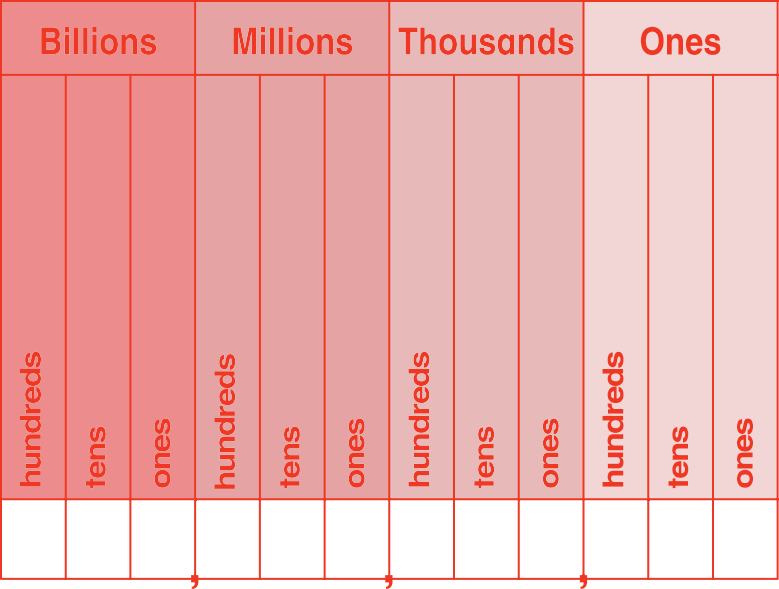 Billions Millions Thousands Ones
hundreds tens ones hundreds tens ones hundreds tens ones hundreds tens ones
, , ,